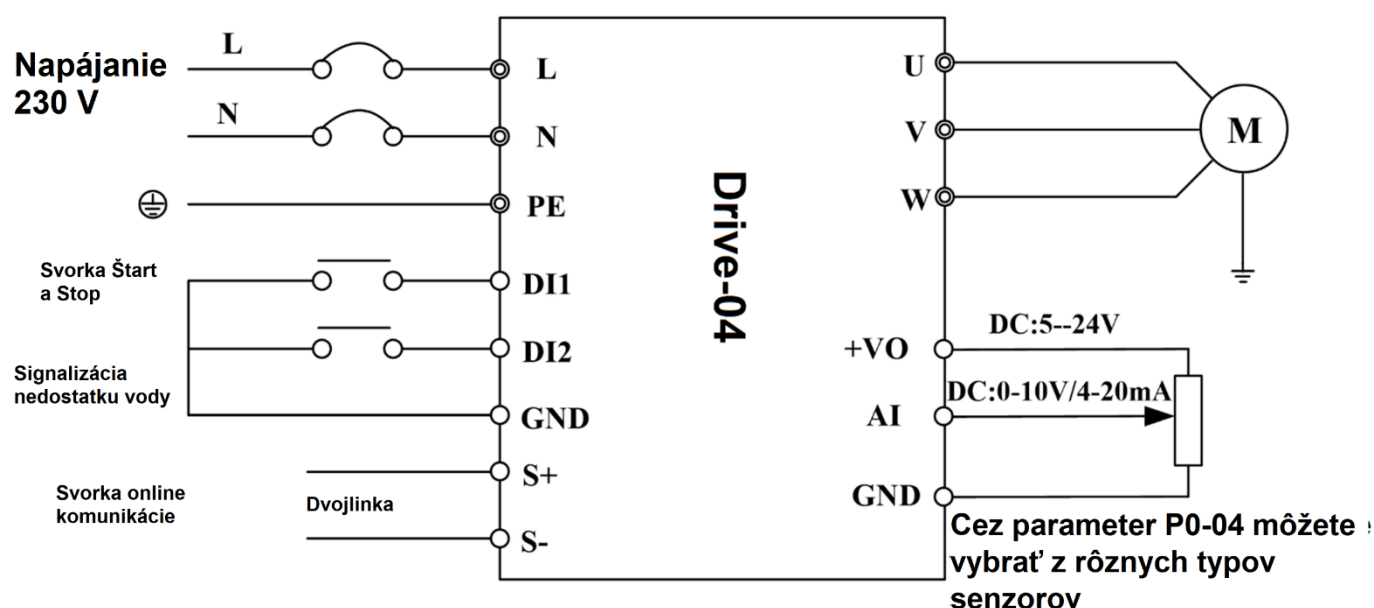 Napájanie
230 V
L
N
L
N
PE
Svorka Štart
a Stop
DI1
Signalizácia
nedostatku vody
DI2
GND
Svorka online
komunikácie
Dvojlinka
S+
S-
Drive-04
U
V
W
M
+VO
DC:5--24V
AI
DC:0-10V/4-20mA
GND
Cez parameter P0-04 môžete
vybrať z rôznych typov
senzorov